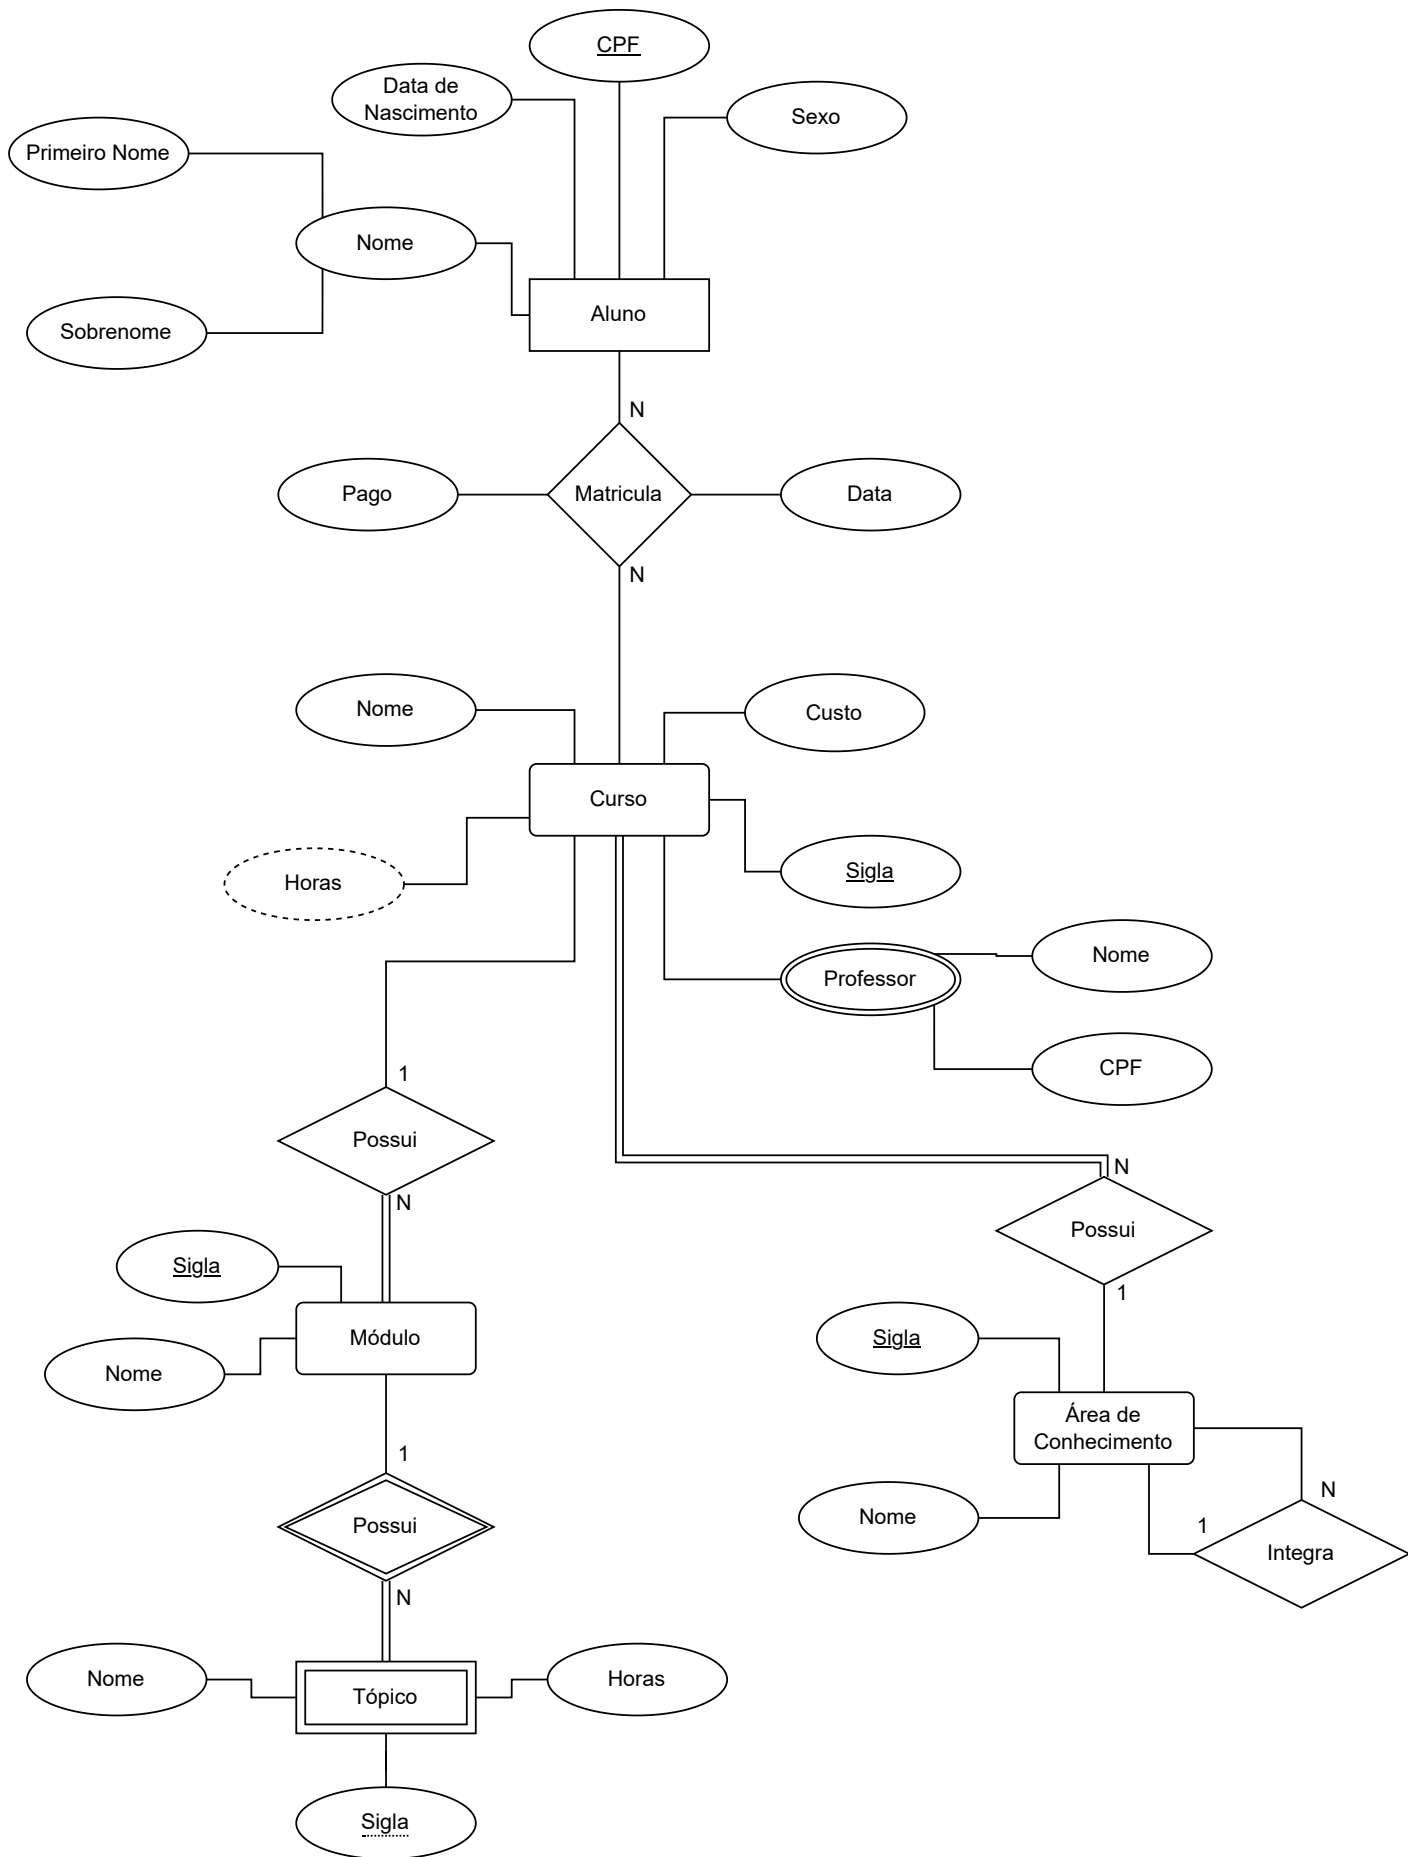 CPF
Data de
Nascimento
Sexo
Primeiro Nome
Nome
Aluno
Sobrenome
N
Pago
Matricula
Data
N
Nome
Custo
Curso
Horas
Sigla
Nome
Professor
CPF
1
Possui
N
N
Possui
1
Sigla
Módulo
Nome
Sigla
Área de
Conhecimento
1
N
Nome
1
Integra
Possui
N
Nome
Tópico
Horas
Sigla